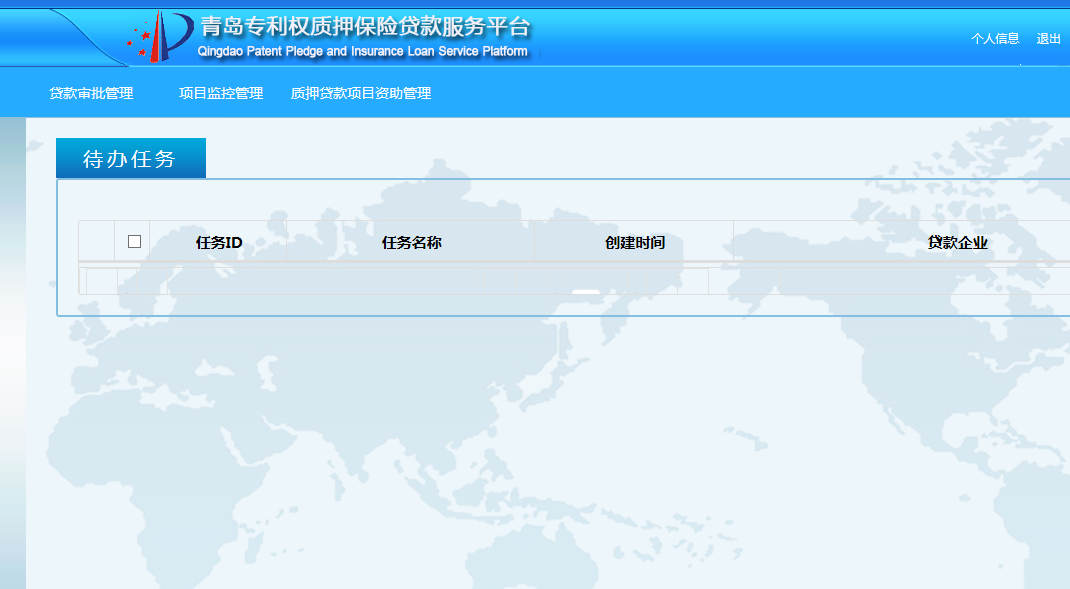 青岛专利权质押保险贷款服务平台
Qingdao Patent Pledge and Insurance Loan Service Platform
个人信息 退出
贷款审批管理 项目监控管理 质押贷款项目资助管理
待办任务
任务ID 任务名称 创建时间 贷款企业